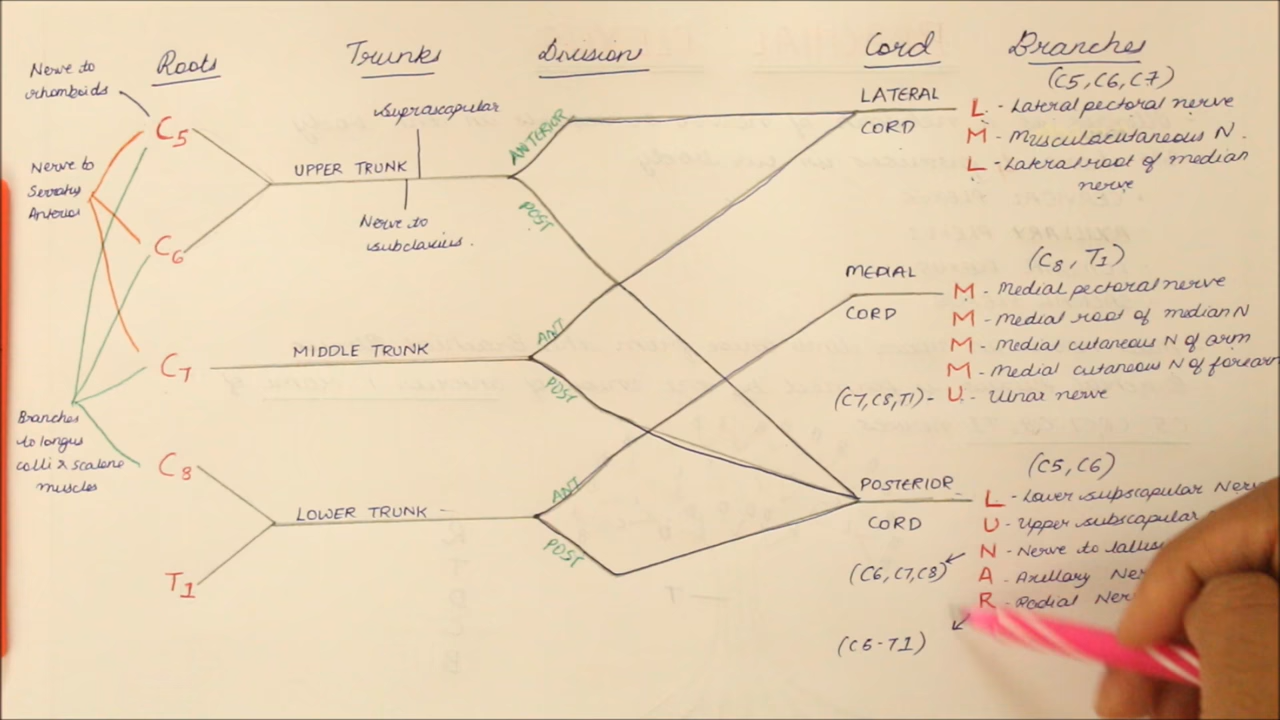 Roots
Trunks
Division
Cord
Branches
Nerve to
rhomboids
C5
C6
C7
C8
T1
Nerve to
Serratus
Anterior
Branches
to longus
colli & scalene
muscles
suprascapular
UPPER TRUNK
Nerve to
subclavius.
MIDDLE TRUNK
LOWER TRUNK
ANTERIOR
POST
ANT
POST
ANT
POST
LATERAL
CORD
(C5, C6, C7)
L - Lateral pectoral nerve
M - Musculocutaneous N.
L - Lateral root of median
nerve
MEDIAL
CORD
(C8, T1)
M - Medial pectoral nerve
M - Medial root of median N
M - Medial cutaneous N of arm
M - Medial cutaneous N of forearm
(C7, C8, T1) - U - Ulnar nerve
POSTERIOR
CORD
(C5, C6)
L - Lower subscapular Nerv
U - Upper subscapular
N - Nerve to
(C6, C7, C8)
A - Axillary Ner
R - Radial Ner
(C5-T1)